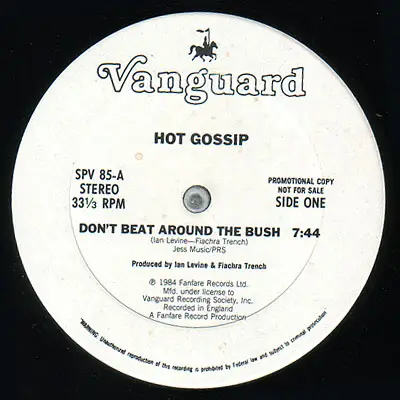 Vanguard
HOT GOSSIP
SPV 85-A
STEREO
33⅓ RPM
PROMOTIONAL COPY
NOT FOR SALE
SIDE ONE
DON'T BEAT AROUND THE BUSH 7:44
(Ian Levine—Fiachra Trench)
Jess Music/PRS
Produced by Ian Levine & Fiachra Trench
℗ 1984 Fanfare Records Ltd.
Mfd. under license to
Vanguard Recording Society, Inc.
Recorded in England
A Fanfare Record Production
"WARNING: Unauthorized reproduction of this recording is prohibited by Federal law and subject to criminal prosecution"